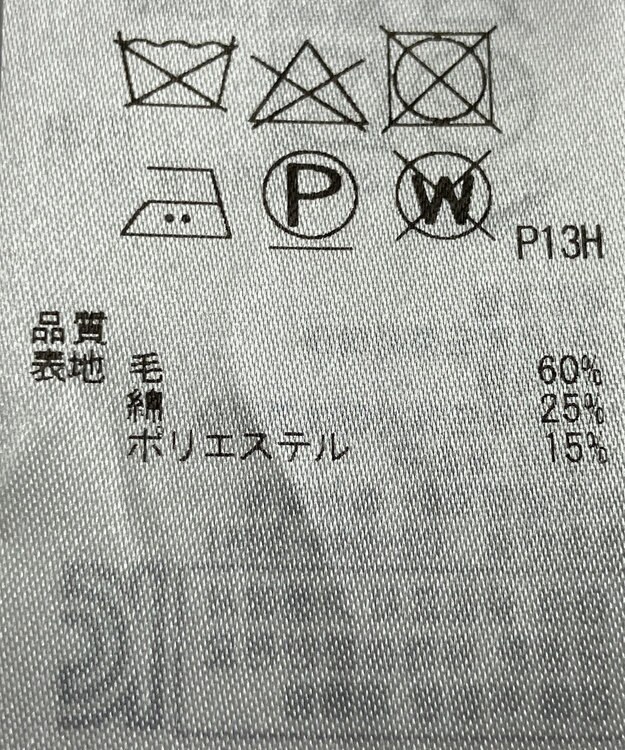 P
W
P13H
品質
表地 毛 60%
綿 25%
ポリエステル 15%